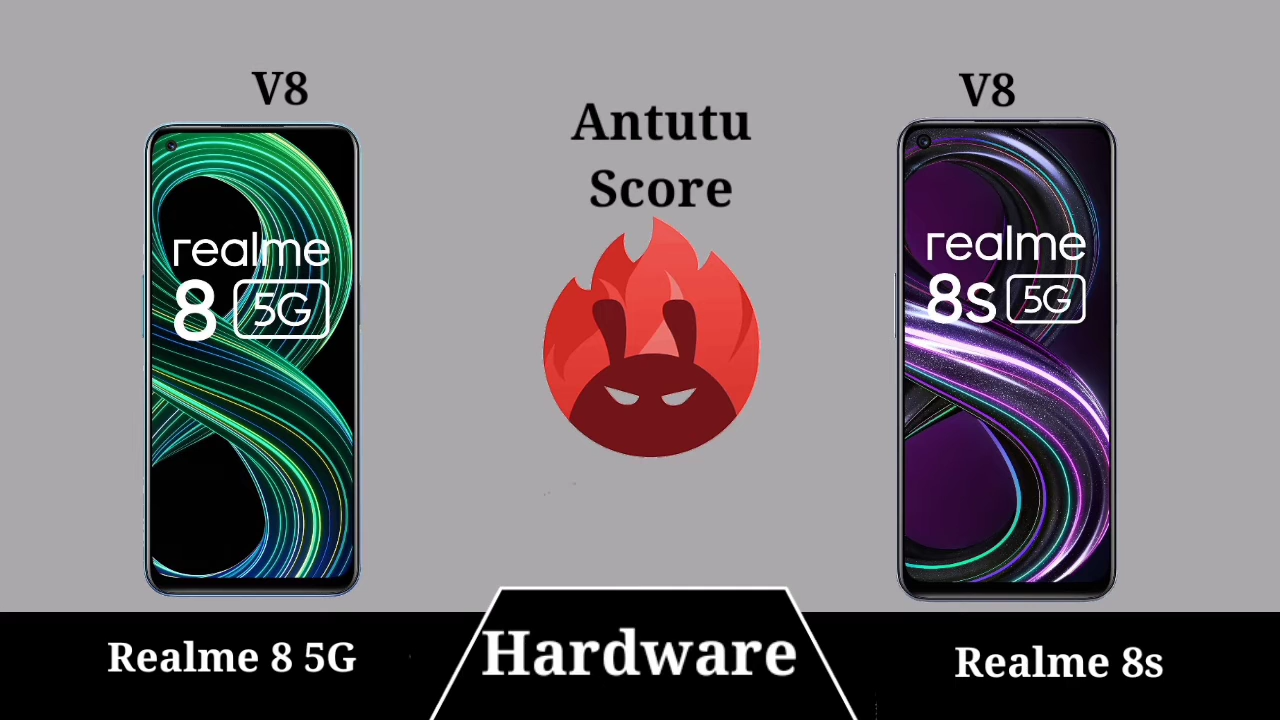 V8
V8
Antutu
Score
realme
8 5G
realme
8s 5G
Realme 8 5G
Hardware
Realme 8s